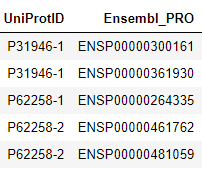 UniProtID Ensembl_PRO
P31946-1 ENSP00000300161
P31946-1 ENSP00000361930
P62258-1 ENSP00000264335
P62258-2 ENSP00000461762
P62258-2 ENSP00000481059